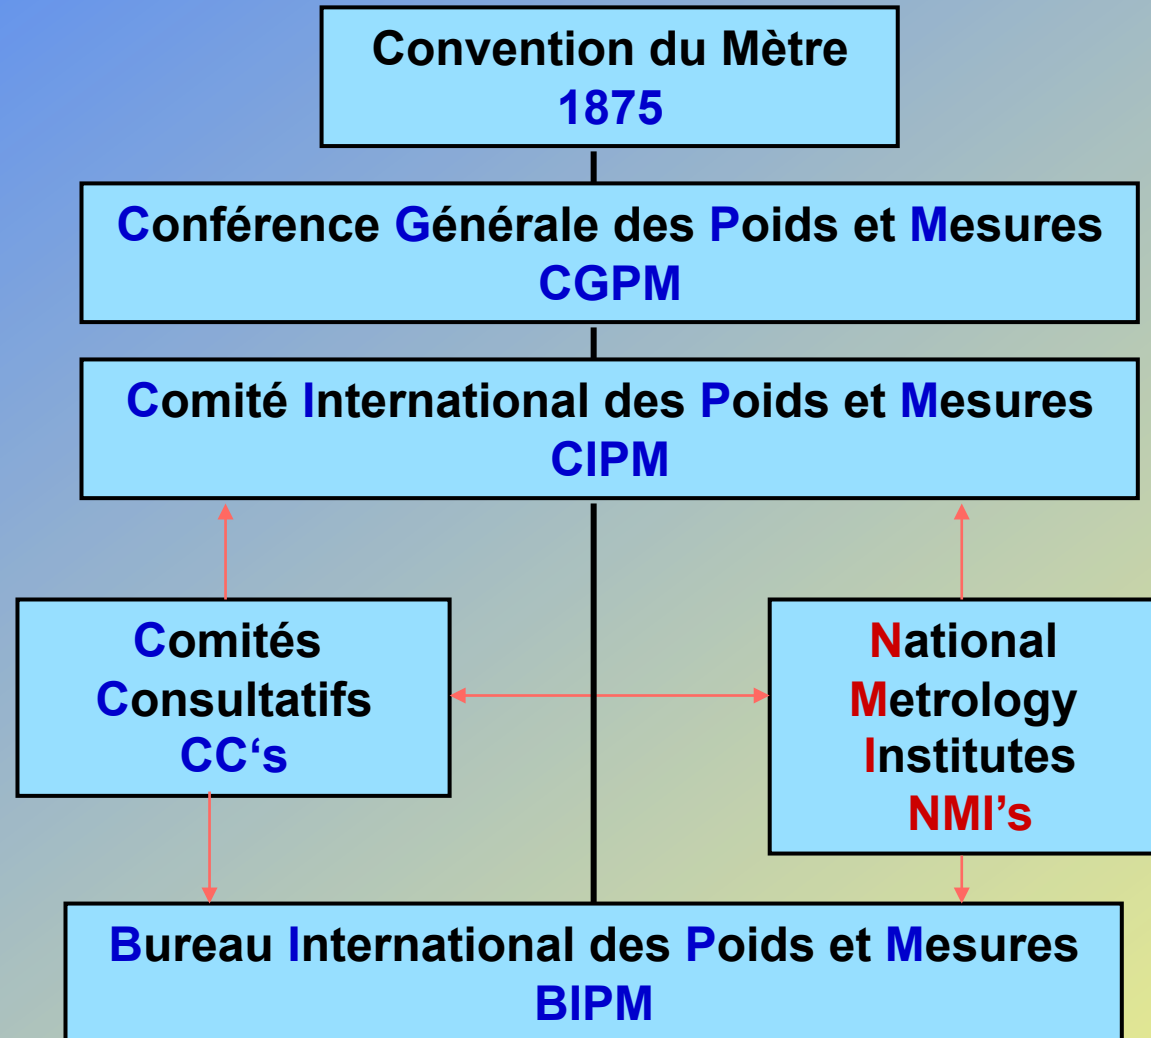 Convention du Mètre
1875
Conférence Générale des Poids et Mesures
CGPM
Comité International des Poids et Mesures
CIPM
Comités
Consultatifs
CC‘s
National
Metrology
Institutes
NMI’s
Bureau International des Poids et Mesures
BIPM